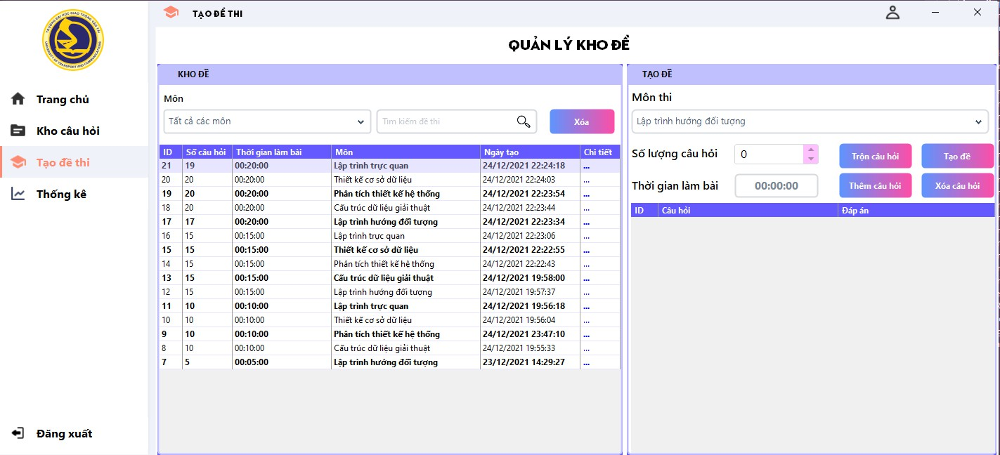 TRƯỜNG ĐẠI HỌC GIAO THÔNG VẬN TẢI
UNIVERSITY OF TRANSPORT AND COMMUNICATIONS
Trang chủ
Kho câu hỏi
Tạo đề thi
Thống kê
Đăng xuất
TẠO ĐỀ THI
QUẢN LÝ KHO ĐỀ
KHO ĐỀ
Môn
Tất cả các môn
Tìm kiếm đề thi
Xóa
ID Số câu hỏi Thời gian làm bài Môn Ngày tạo Chi tiết
21 19 00:20:00 Lập trình trực quan 24/12/2021 22:24:18 ...
20 20 00:20:00 Thiết kế cơ sở dữ liệu 24/12/2021 22:24:03 ...
19 20 00:20:00 Phân tích thiết kế hệ thống 24/12/2021 22:23:54 ...
18 20 00:20:00 Cấu trúc dữ liệu giải thuật 24/12/2021 22:23:44 ...
17 17 00:20:00 Lập trình hướng đối tượng 24/12/2021 22:23:34 ...
16 15 00:15:00 Lập trình trực quan 24/12/2021 22:23:06 ...
15 15 00:15:00 Thiết kế cơ sở dữ liệu 24/12/2021 22:22:55 ...
14 15 00:15:00 Phân tích thiết kế hệ thống 24/12/2021 22:22:43 ...
13 15 00:15:00 Cấu trúc dữ liệu giải thuật 24/12/2021 19:58:00 ...
12 15 00:15:00 Lập trình hướng đối tượng 24/12/2021 19:57:37 ...
11 10 00:10:00 Lập trình trực quan 24/12/2021 19:56:18 ...
10 10 00:10:00 Thiết kế cơ sở dữ liệu 24/12/2021 19:56:04 ...
9 10 00:10:00 Phân tích thiết kế hệ thống 24/12/2021 23:47:10 ...
8 10 00:10:00 Cấu trúc dữ liệu giải thuật 24/12/2021 19:55:33 ...
7 5 00:05:00 Lập trình hướng đối tượng 23/12/2021 14:29:27 ...
TẠO ĐỀ
Môn thi
Lập trình hướng đối tượng
Số lượng câu hỏi 0 Trộn câu hỏi Tạo đề
Thời gian làm bài 00:00:00 Thêm câu hỏi Xóa câu hỏi
ID Câu hỏi Đáp án